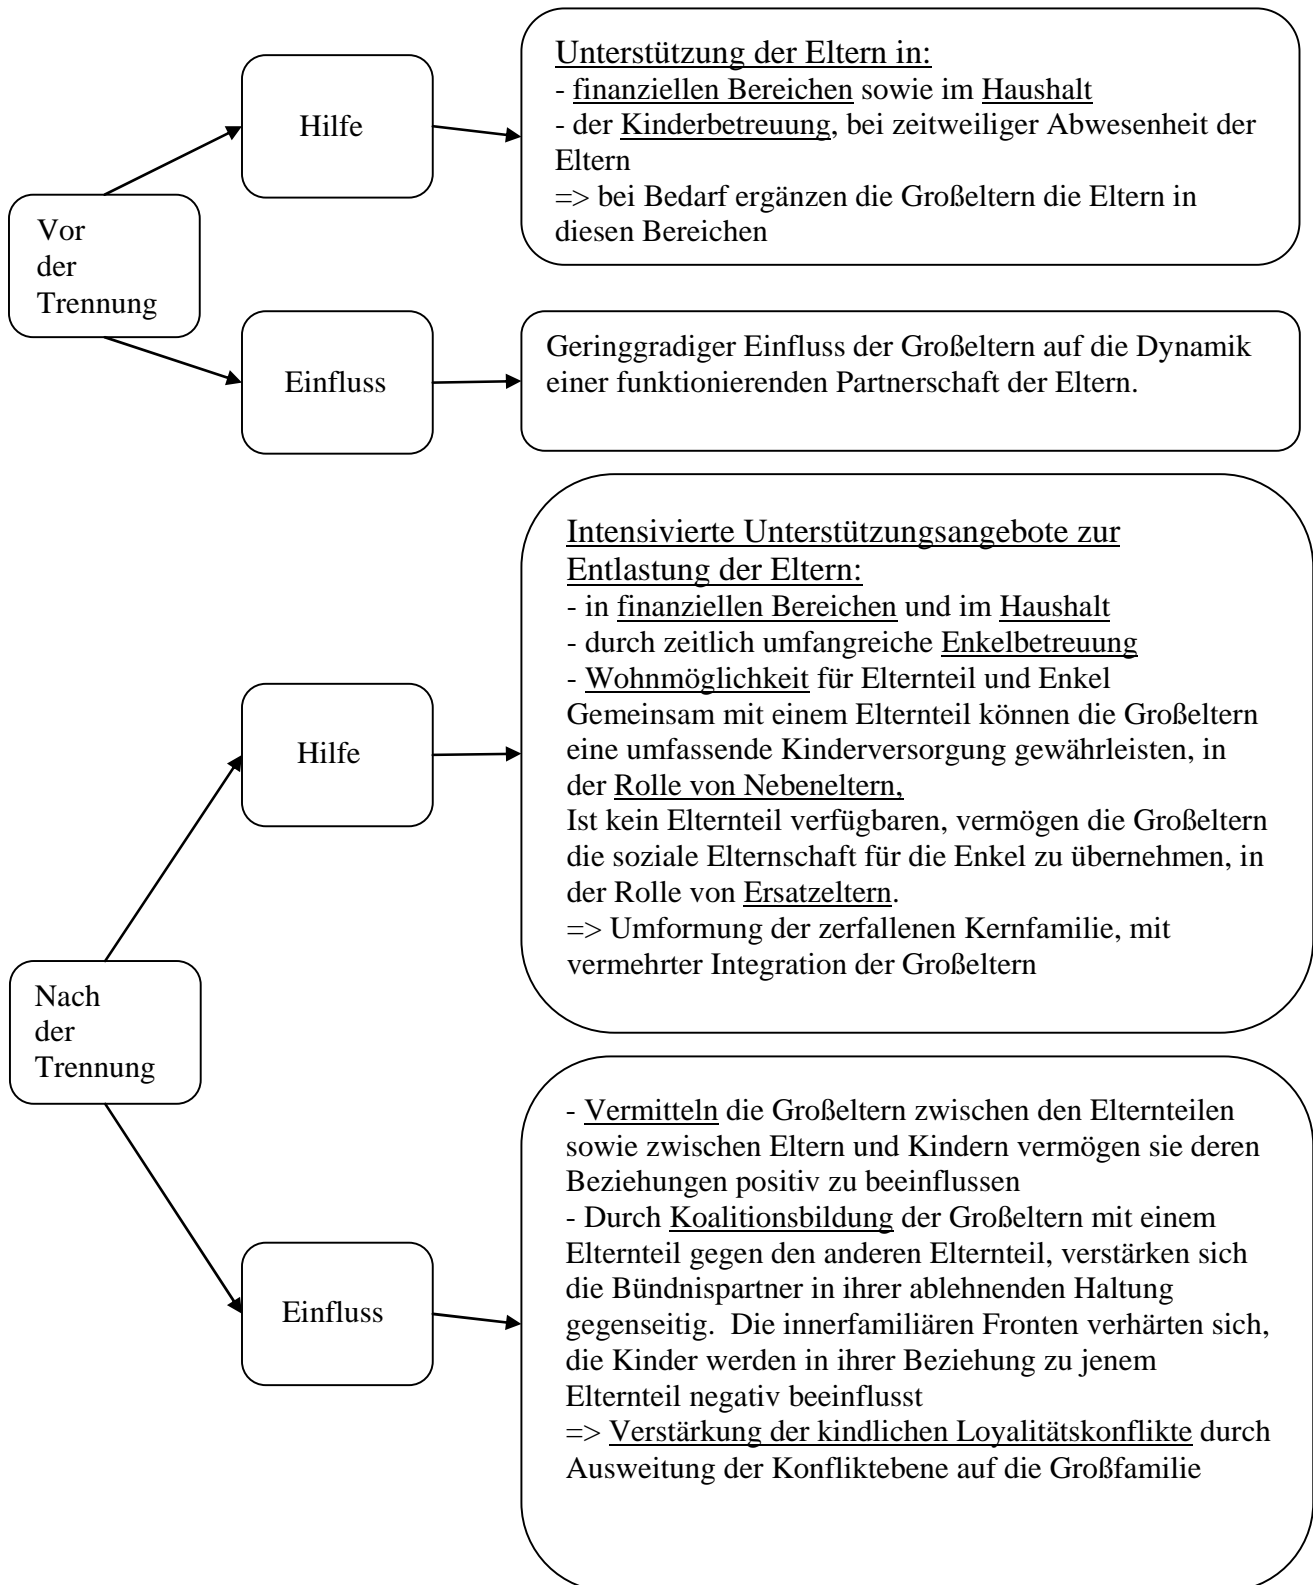 Vor
der
Trennung
Hilfe
Unterstützung der Eltern in:
- finanziellen Bereichen sowie im Haushalt
- der Kinderbetreuung, bei zeitweiliger Abwesenheit der
Eltern
=> bei Bedarf ergänzen die Großeltern die Eltern in
diesen Bereichen
Einfluss
Geringgradiger Einfluss der Großeltern auf die Dynamik
einer funktionierenden Partnerschaft der Eltern.
Nach
der
Trennung
Hilfe
Intensivierte Unterstützungsangebote zur
Entlastung der Eltern:
- in finanziellen Bereichen und im Haushalt
- durch zeitlich umfangreiche Enkelbetreuung
- Wohnmöglichkeit für Elternteil und Enkel
Gemeinsam mit einem Elternteil können die Großeltern
eine umfassende Kinderversorgung gewährleisten, in
der Rolle von Nebeneltern,
Ist kein Elternteil verfügbaren, vermögen die Großeltern
die soziale Elternschaft für die Enkel zu übernehmen, in
der Rolle von Ersatzeltern.
=> Umformung der zerfallenen Kernfamilie, mit
vermehrter Integration der Großeltern
Einfluss
- Vermitteln die Großeltern zwischen den Elternteilen
sowie zwischen Eltern und Kindern vermögen sie deren
Beziehungen positiv zu beeinflussen
- Durch Koalitionsbildung der Großeltern mit einem
Elternteil gegen den anderen Elternteil, verstärken sich
die Bündnispartner in ihrer ablehnenden Haltung
gegenseitig.  Die innerfamiliären Fronten verhärten sich,
die Kinder werden in ihrer Beziehung zu jenem
Elternteil negativ beeinflusst
=> Verstärkung der kindlichen Loyalitätskonflikte durch
Ausweitung der Konfliktebene auf die Großfamilie